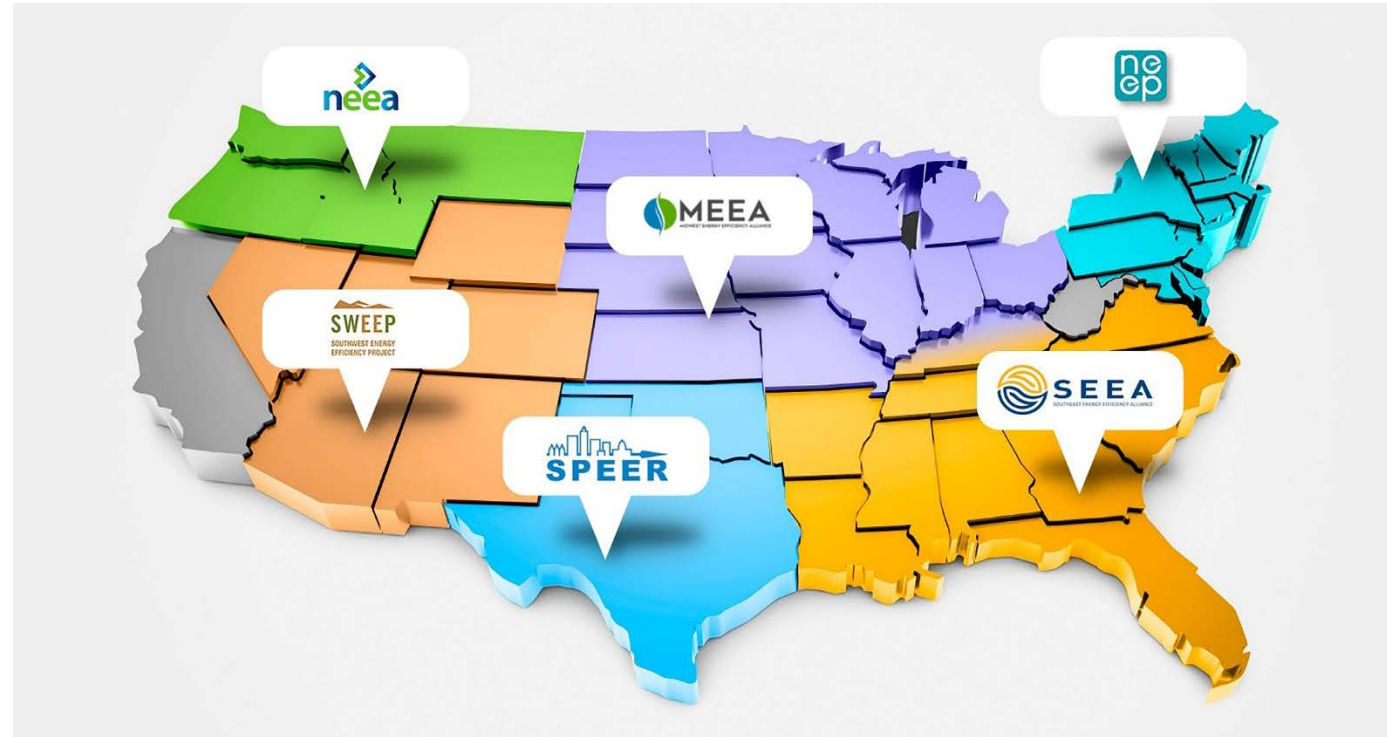 neea
ne
ep
MEEA
MIDWEST ENERGY EFFICIENCY ALLIANCE
SWEEP
SOUTHWEST ENERGY
EFFICIENCY PROJECT
SEEA
SOUTHEAST ENERGY EFFICIENCY ALLIANCE
SPEER